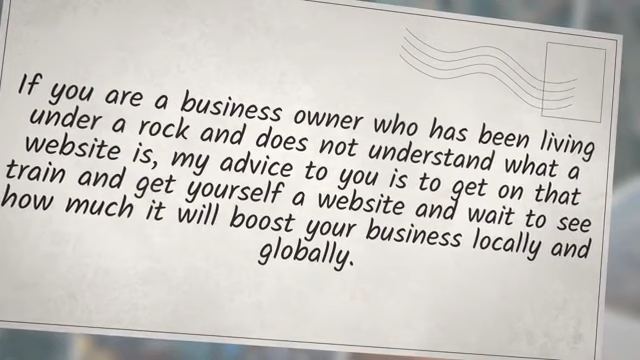 If you are a business owner who has been living
under a rock and does not understand what a
website is, my advice to you is to get on that
train and get yourself a website and wait to see
how much it will boost your business locally and
globally.